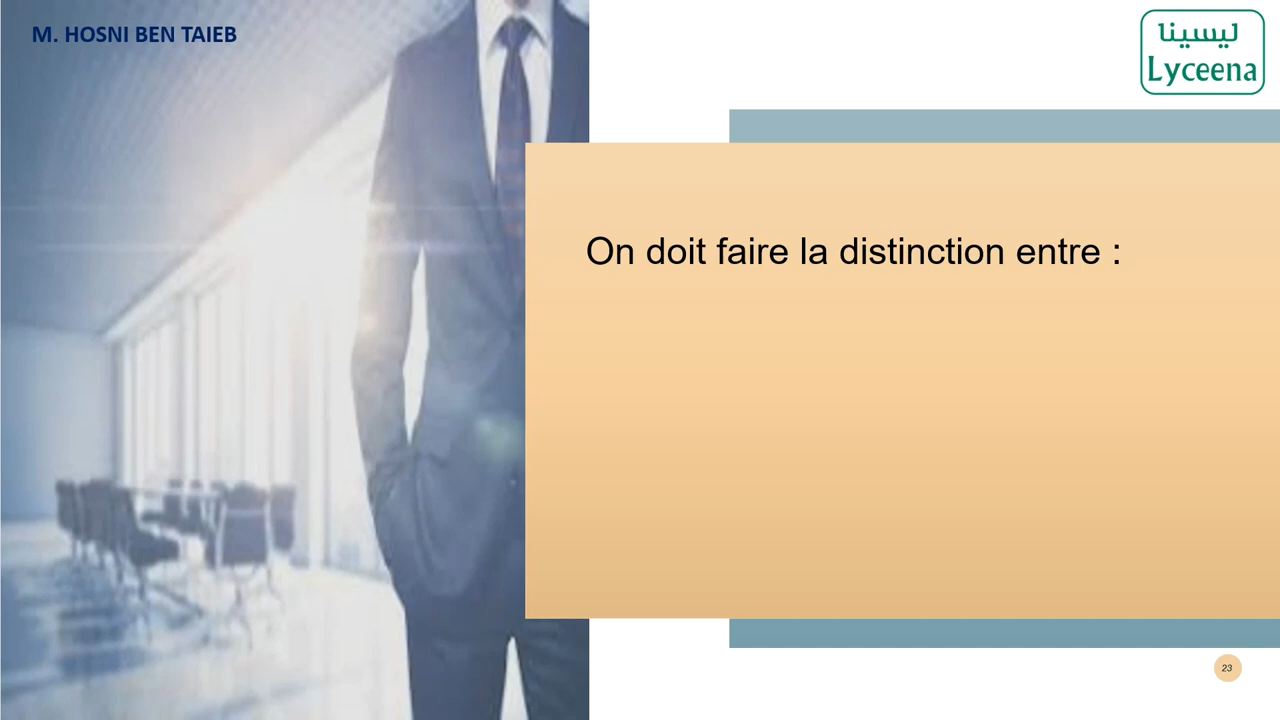 M. HOSNI BEN TAIEB
ليسينا
Lyceena
On doit faire la distinction entre :
23